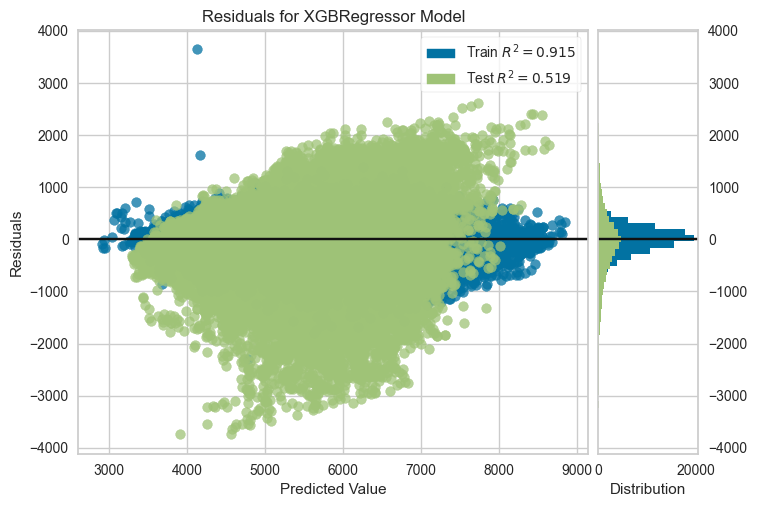 Residuals for XGBRegressor Model
Train R² = 0.915
Test R² = 0.519
Residuals
4000
3000
2000
1000
0
−1000
−2000
−3000
−4000
3000 4000 5000 6000 7000 8000 9000
Predicted Value
4000
3000
2000
1000
0
−1000
−2000
−3000
−4000
0 20000
Distribution